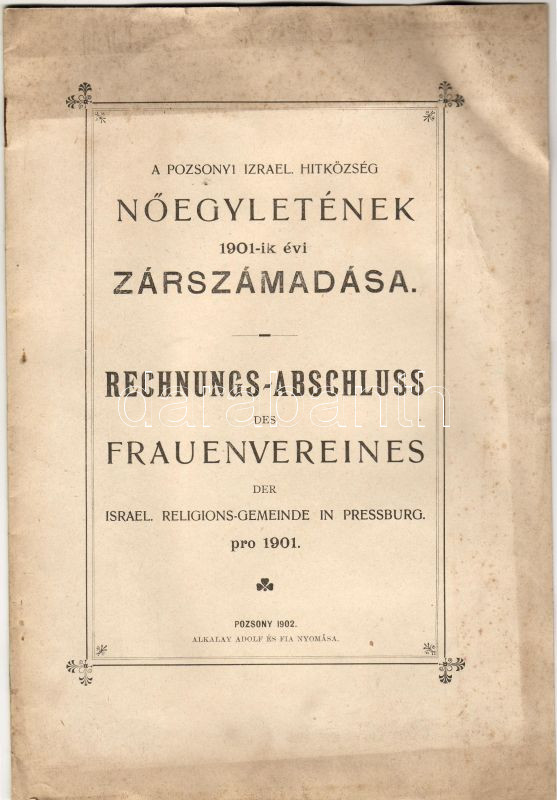 A POZSONYI IZRAEL. HITKÖZSÉG
NŐEGYLETÉNEK
1901-ik évi
ZÁRSZÁMADÁSA.
RECHNUNGS-ABSCHLUSS
darabanth
DES
FRAUENVEREINES
DER
ISRAEL. RELIGIONS-GEMEINDE IN PRESSBURG.
pro 1901.
POZSONY 1902.
ALKALAY ADOLF ÉS FIA NYOMÁSA.